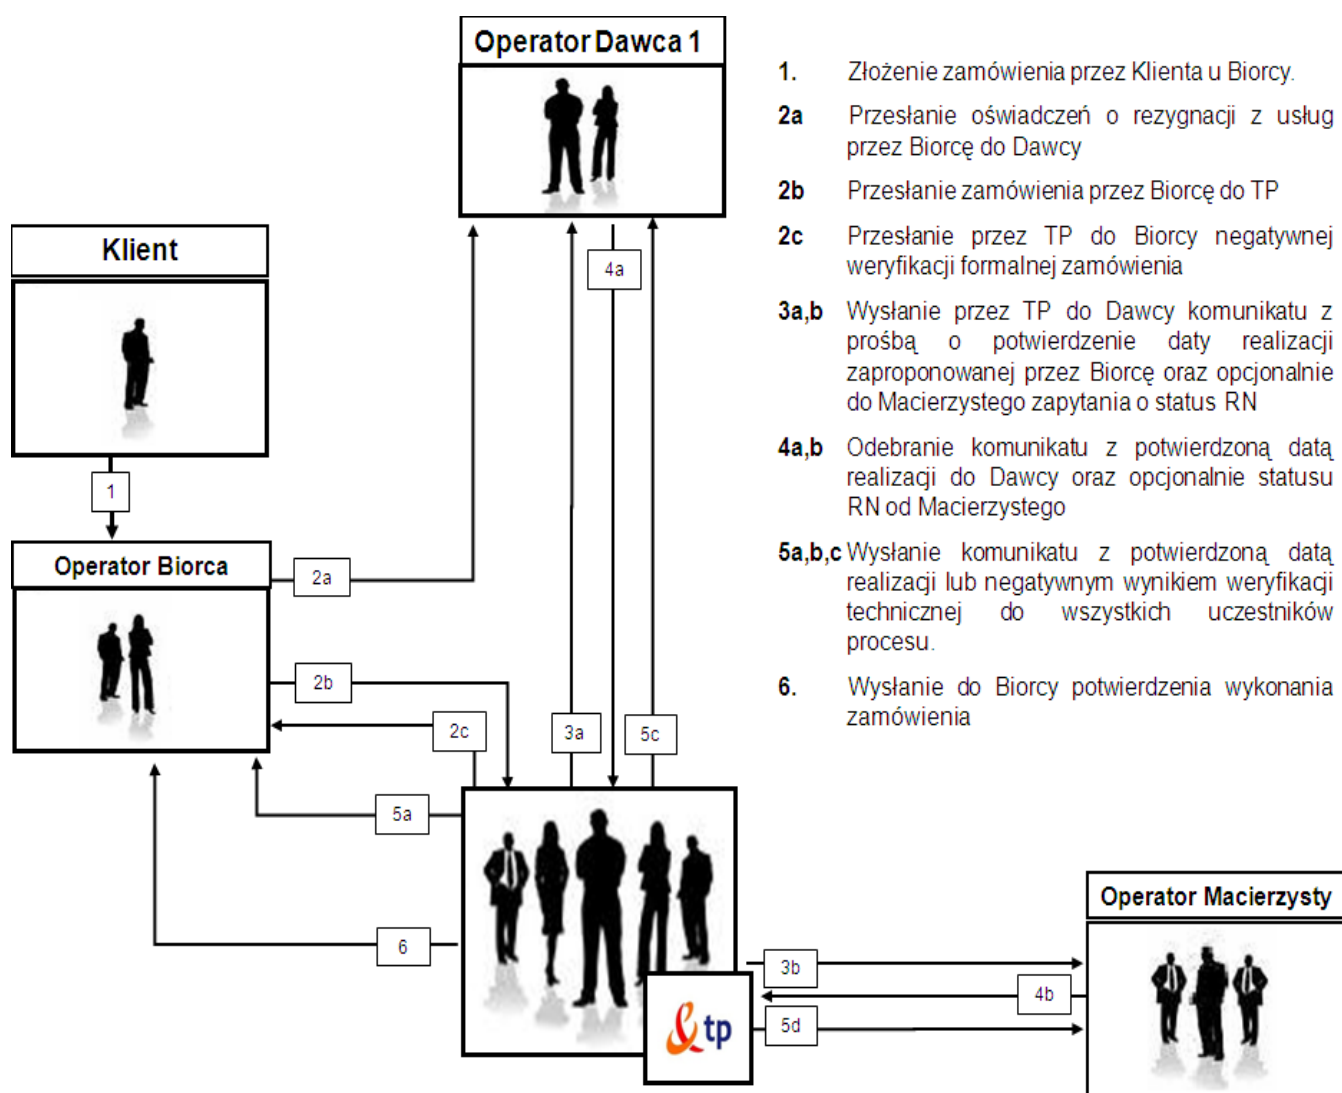 Operator Dawca 1
1. Złożenie zamówienia przez Klienta u Biorcy.
2a Przesłanie oświadczeń o rezygnacji z usług
przez Biorcę do Dawcy
2b Przesłanie zamówienia przez Biorcę do TP
2c Przesłanie przez TP do Biorcy negatywnej
weryfikacji formalnej zamówienia
3a,b Wysłanie przez TP do Dawcy komunikatu z
prośbą o potwierdzenie daty realizacji
zaproponowanej przez Biorcę oraz opcjonalnie
do Macierzystego zapytania o status RN
4a,b Odebranie komunikatu z potwierdzoną datą
realizacji do Dawcy oraz opcjonalnie statusu
RN od Macierzystego
5a,b,c Wysłanie komunikatu z potwierdzoną datą
realizacji lub negatywnym wynikiem weryfikacji
technicznej do wszystkich uczestników
procesu.
6. Wysłanie do Biorcy potwierdzenia wykonania
zamówienia
Klient
4a
1
Operator Biorca
2a
2b
2c
3a
5c
5a
6
tp
Operator Macierzysty
3b
4b
5d